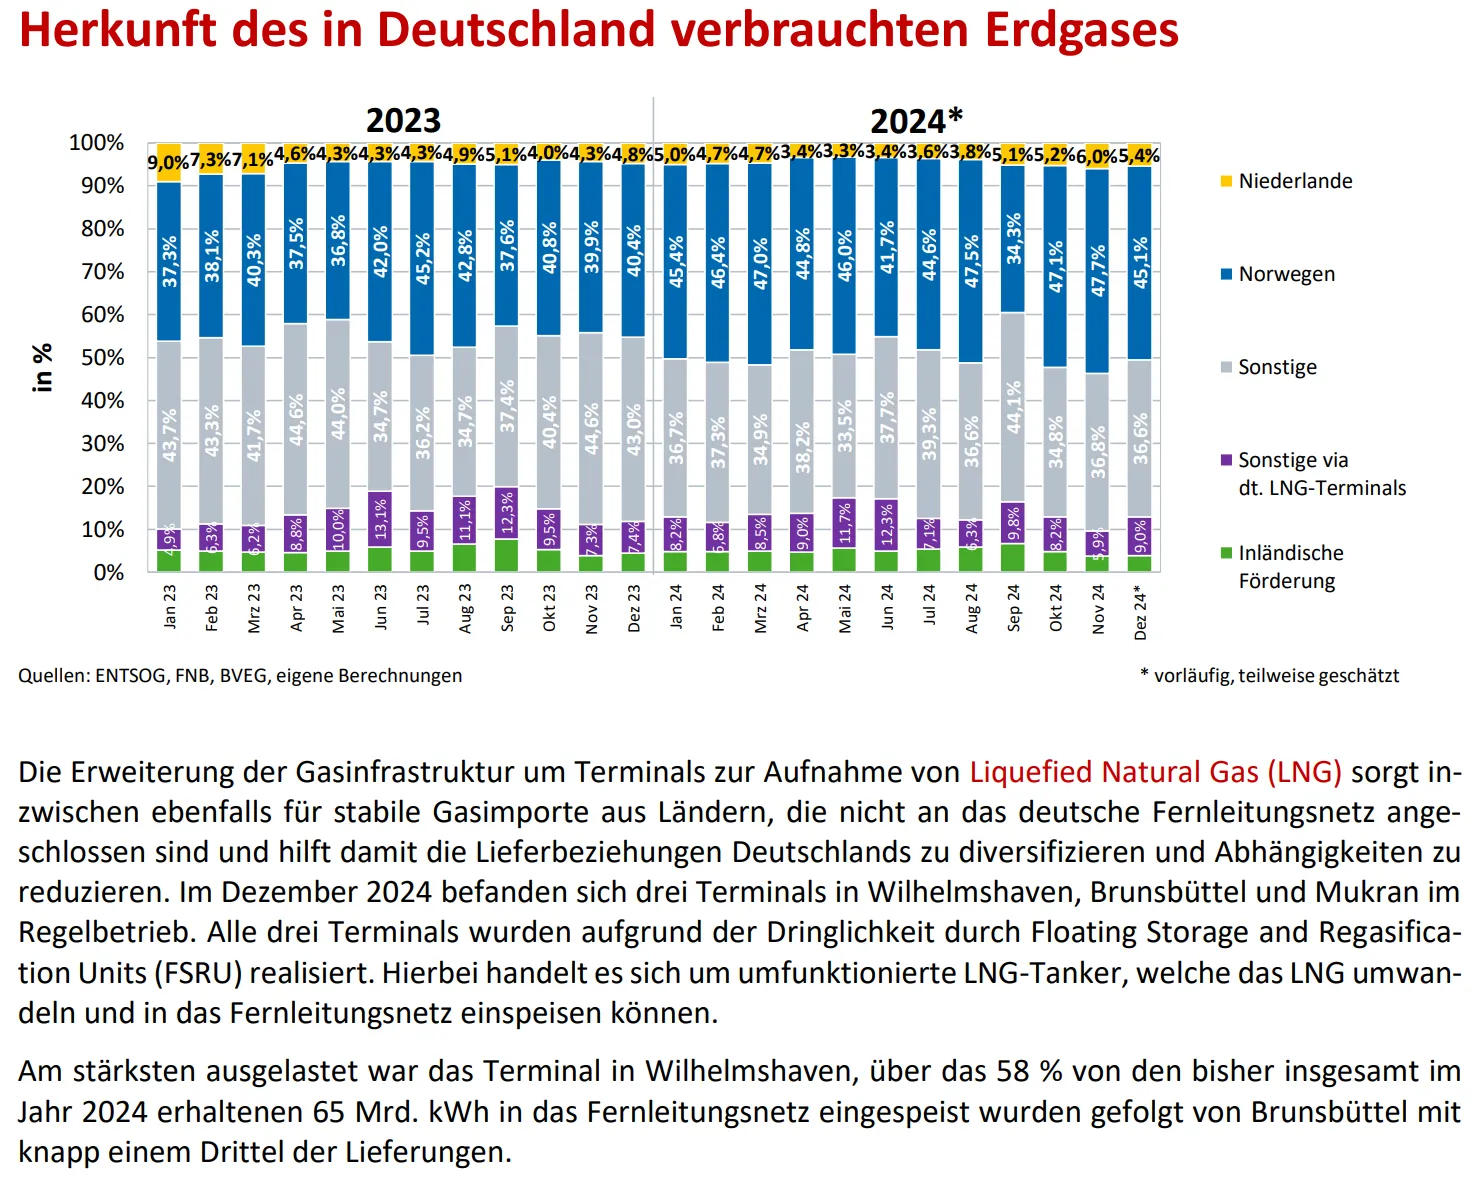 Herkunft des in Deutschland verbrauchten Erdgases
2023
2024*
in %
100%
90%
80%
70%
60%
50%
40%
30%
20%
10%
0%
9,0% 7,3% 7,1% 4,6% 4,3% 4,3% 4,3% 4,9% 5,1% 4,0% 4,3% 4,8% 5,0% 4,7% 4,7% 3,4% 3,3% 3,4% 3,6% 3,8% 5,1% 5,2% 6,0% 5,4%
37,3% 38,1% 40,3% 37,5% 36,8% 42,0% 45,2% 42,8% 37,6% 40,8% 39,9% 40,4% 45,4% 46,4% 47,0% 44,8% 46,0% 41,7% 44,6% 47,5% 34,3% 47,1% 47,7% 45,1%
43,7% 43,3% 41,7% 44,6% 44,0% 34,7% 36,2% 34,7% 37,4% 40,4% 44,6% 43,0% 36,7% 37,3% 34,9% 38,2% 33,5% 37,7% 39,3% 36,6% 44,1% 34,8% 36,8% 36,6%
4,9% 6,3% 6,2% 8,8% 10,0% 13,1% 9,5% 11,1% 12,3% 9,5% 7,3% 7,4% 8,2% 6,8% 8,5% 9,0% 11,7% 12,3% 7,1% 6,3% 9,8% 8,2% 5,9% 9,0%
Jan 23 Feb 23 Mrz 23 Apr 23 Mai 23 Jun 23 Jul 23 Aug 23 Sep 23 Okt 23 Nov 23 Dez 23 Jan 24 Feb 24 Mrz 24 Apr 24 Mai 24 Jun 24 Jul 24 Aug 24 Sep 24 Okt 24 Nov 24 Dez 24*
Niederlande
Norwegen
Sonstige
Sonstige via
dt. LNG-Terminals
Inländische
Förderung
Quellen: ENTSOG, FNB, BVEG, eigene Berechnungen
* vorläufig, teilweise geschätzt
Die Erweiterung der Gasinfrastruktur um Terminals zur Aufnahme von Liquefied Natural Gas (LNG) sorgt in-
zwischen ebenfalls für stabile Gasimporte aus Ländern, die nicht an das deutsche Fernleitungsnetz ange-
schlossen sind und hilft damit die Lieferbeziehungen Deutschlands zu diversifizieren und Abhängigkeiten zu
reduzieren. Im Dezember 2024 befanden sich drei Terminals in Wilhelmshaven, Brunsbüttel und Mukran im
Regelbetrieb. Alle drei Terminals wurden aufgrund der Dringlichkeit durch Floating Storage and Regasifica-
tion Units (FSRU) realisiert. Hierbei handelt es sich um umfunktionierte LNG-Tanker, welche das LNG umwan-
deln und in das Fernleitungsnetz einspeisen können.
Am stärksten ausgelastet war das Terminal in Wilhelmshaven, über das 58 % von den bisher insgesamt im
Jahr 2024 erhaltenen 65 Mrd. kWh in das Fernleitungsnetz eingespeist wurden gefolgt von Brunsbüttel mit
knapp einem Drittel der Lieferungen.